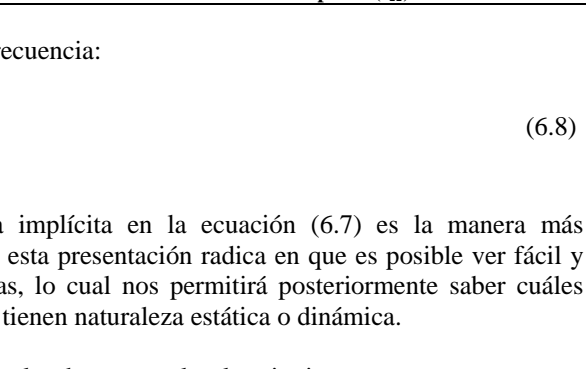 recuencia:
(6.8)
a implícita en la ecuación (6.7) es la manera más
esta presentación radica en que es posible ver fácil y
as, lo cual nos permitirá posteriormente saber cuáles
tienen naturaleza estática o dinámica.